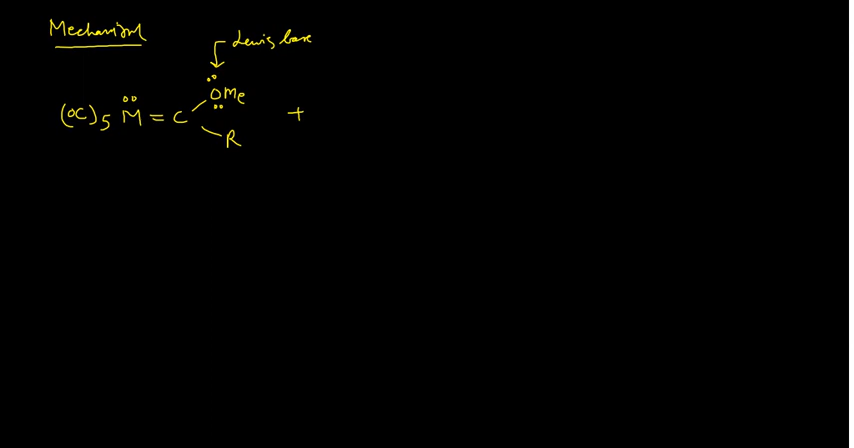 Mechanism
Lewis base
OMe
(OC)5 M = C +
R